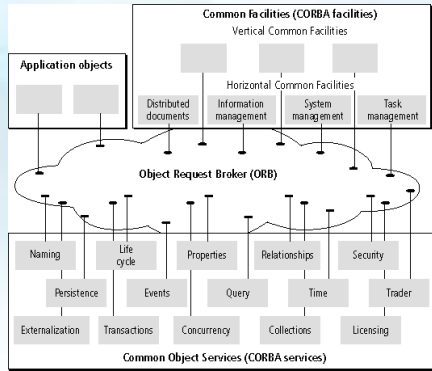 Common Facilities (CORBA facilities)
Vertical Common Facilities
Application objects
Horizontal Common Facilities
Distributed
documents
Information
management
System
management
Task
management
Object Request Broker (ORB)
Naming
Life
cycle
Properties
Relationships
Security
Persistence
Events
Query
Time
Trader
Externalization
Transactions
Concurrency
Collections
Licensing
Common Object Services (CORBA services)